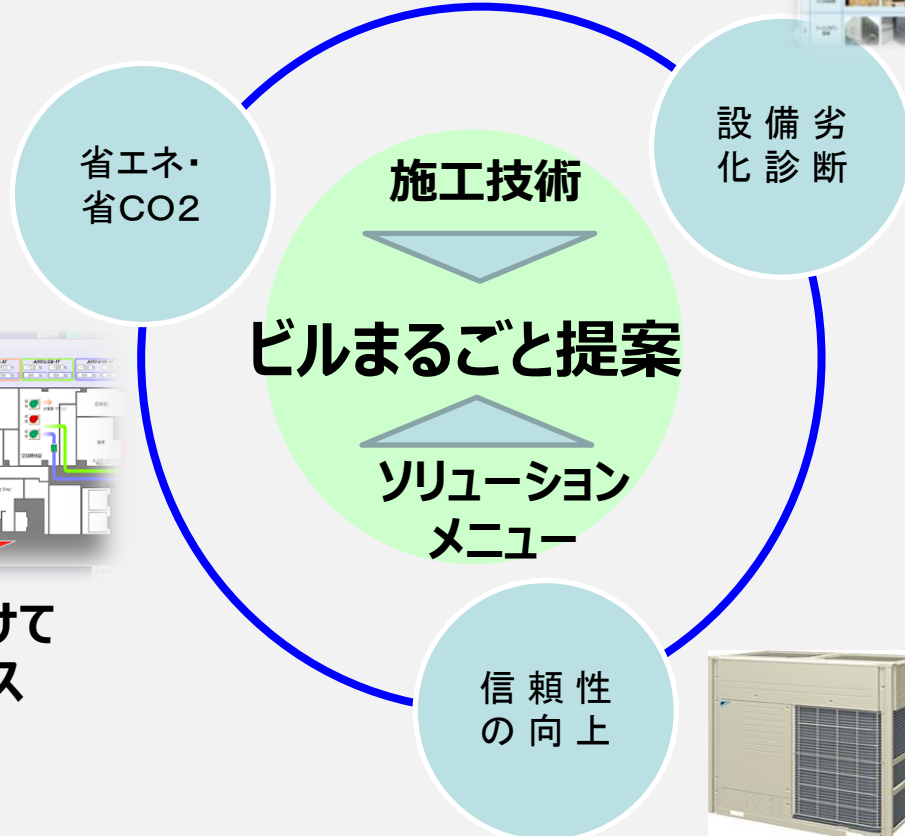 設備劣
化診断
省エネ・
省CO2
施工技術
ビルまるごと提案
ソリューション
メニュー
けて
ス
信頼性
の向上